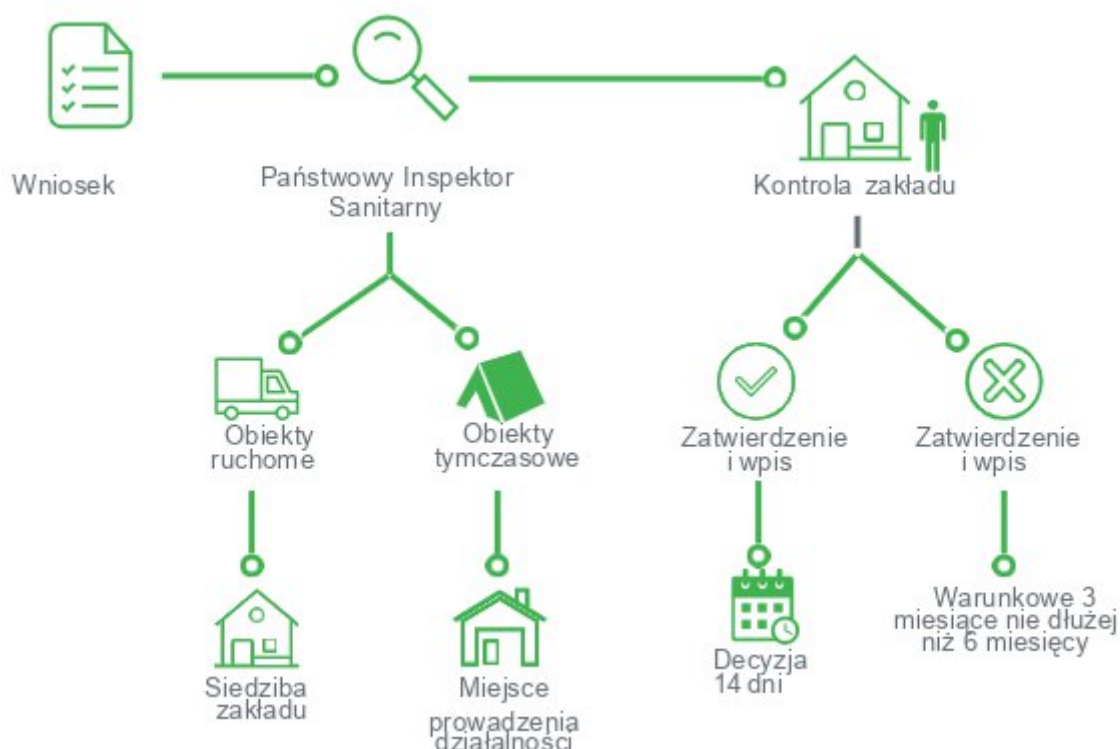 Wniosek
Państwowy Inspektor
Sanitarny
Kontrola zakładu
Obiekty
ruchome
Obiekty
tymczasowe
Zatwierdzenie
i wpis
Zatwierdzenie
i wpis
Siedziba
zakładu
Miejsce
prowadzenia
działalności
Decyzja
14 dni
Warunkowe 3
miesiące nie dłużej
niż 6 miesięcy